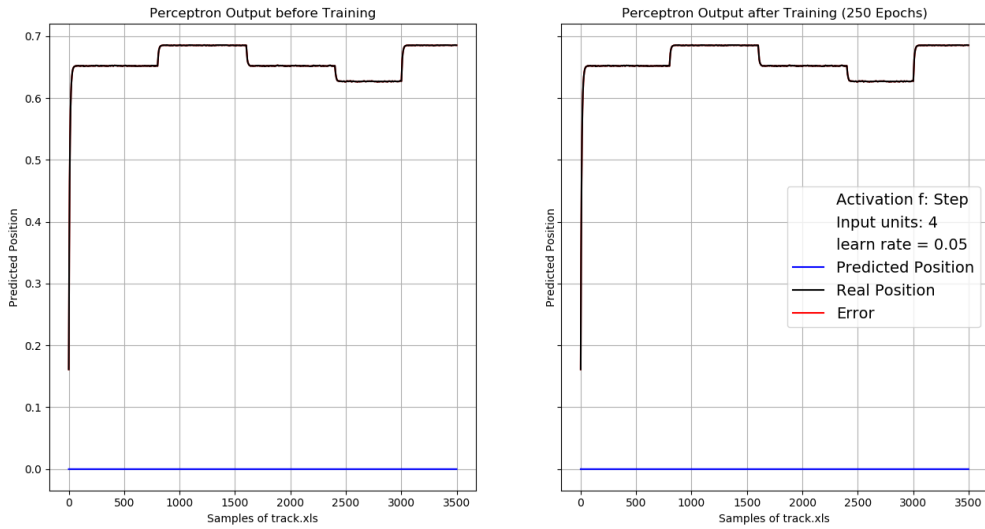 Perceptron Output before Training
Predicted Position
0.7
0.6
0.5
0.4
0.3
0.2
0.1
0.0
0 500 1000 1500 2000 2500 3000 3500
Samples of track.xls
Perceptron Output after Training (250 Epochs)
Predicted Position
Activation f: Step
Input units: 4
learn rate = 0.05
Predicted Position
Real Position
Error
0 500 1000 1500 2000 2500 3000 3500
Samples of track.xls